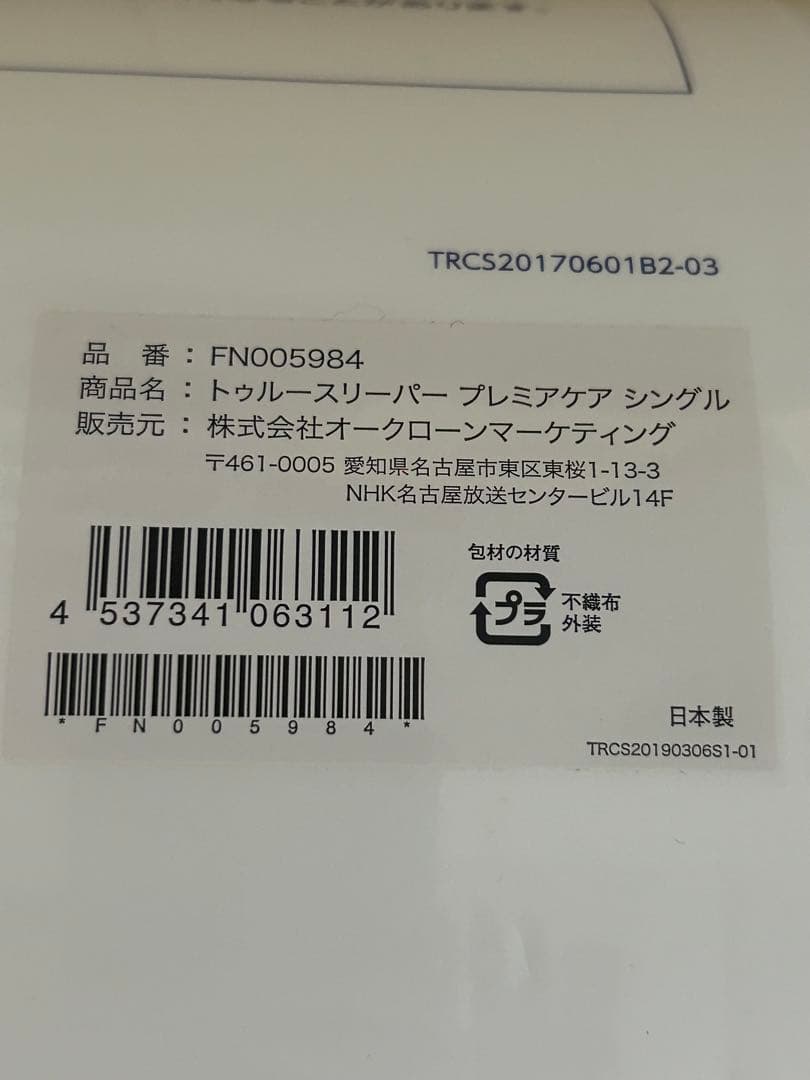 TRCS20170601B2-03
品 番：FN005984
商品名：トゥルースリーパー プレミアケア シングル
販売元：株式会社オークローンマーケティング
〒461-0005 愛知県名古屋市東区東桜1-13-3
NHK名古屋放送センタービル14F
包材の材質
プラ
不織布
外装
4 537341 063112
*FN005984*
日本製
TRCS20190306S1-01